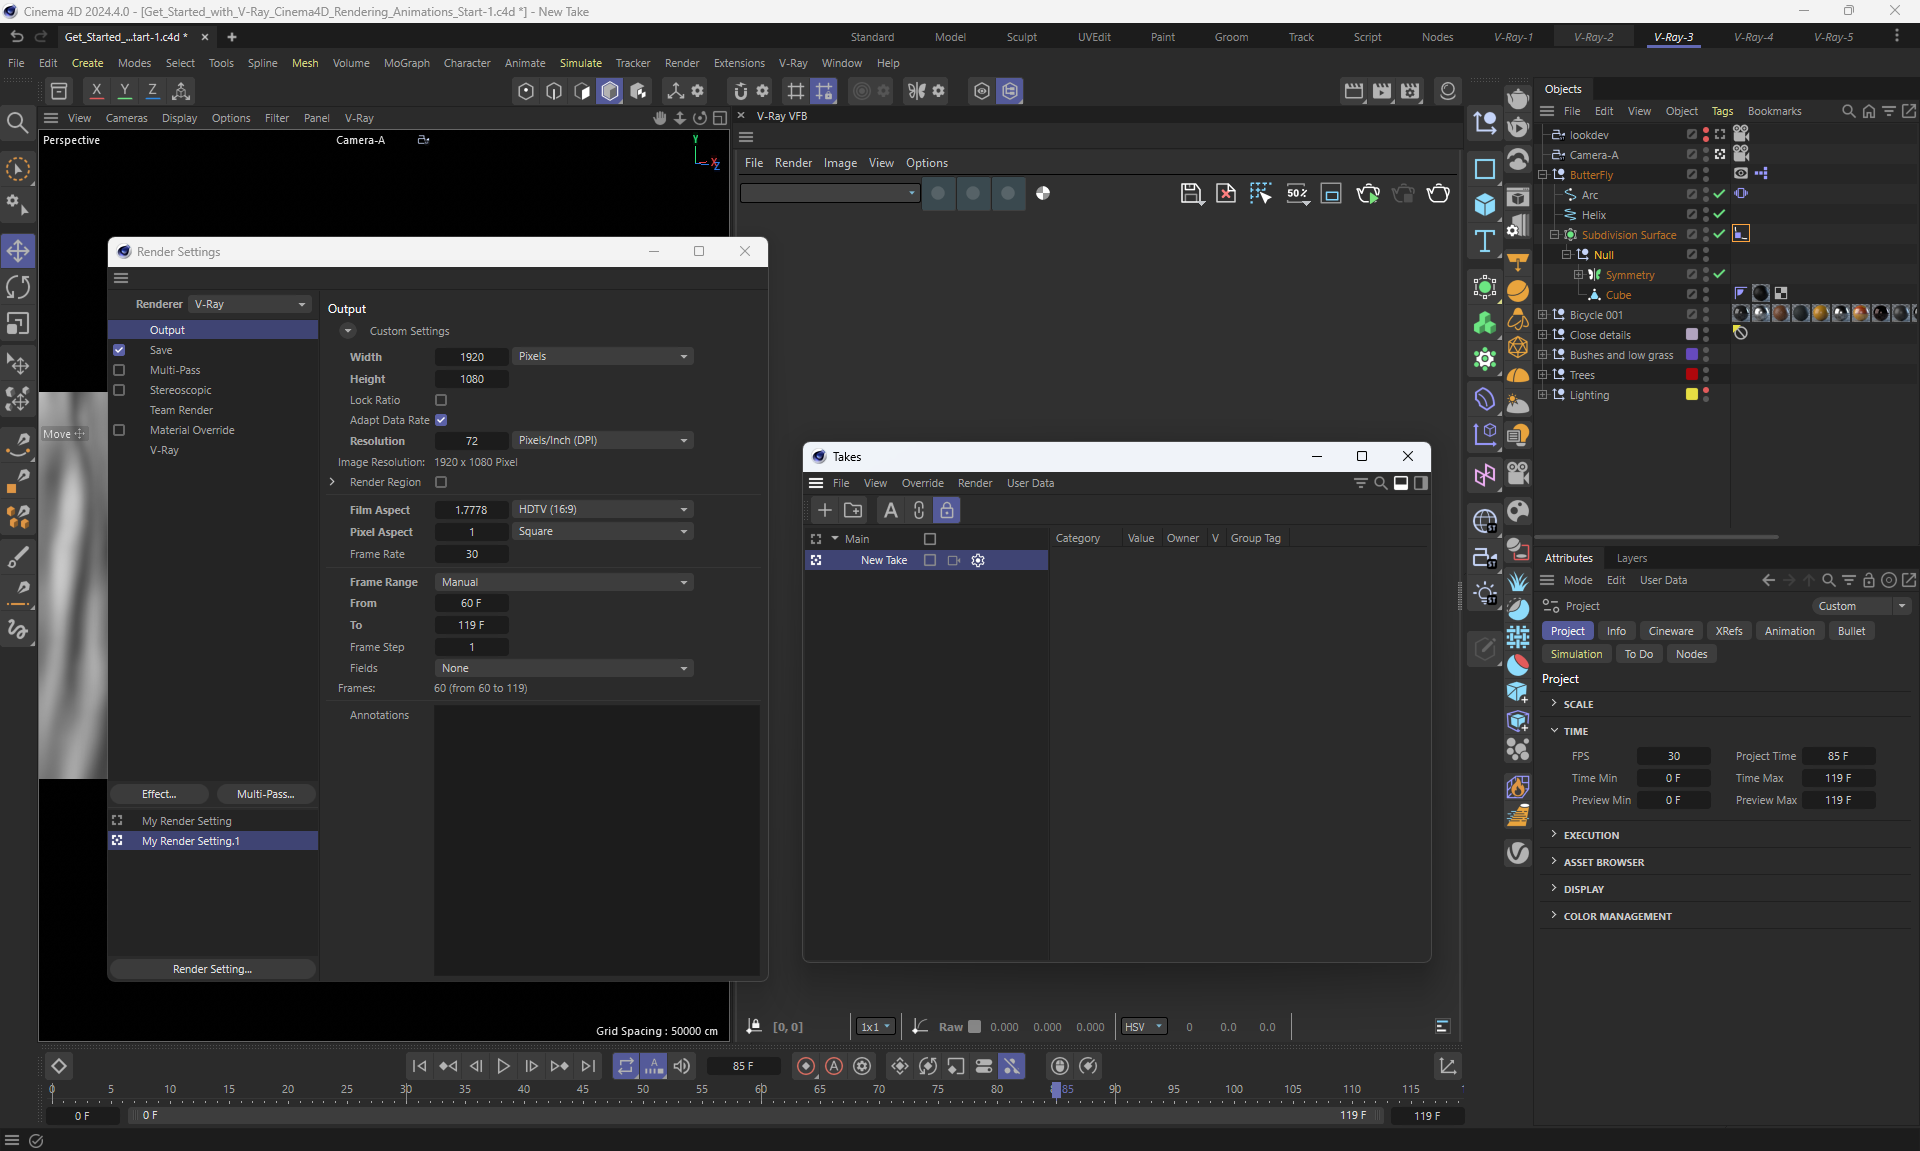 Cinema 4D 2024.4.0 - [Get_Started_with_V-Ray_Cinema4D_Rendering_Animations_Start-1.c4d *] - New Take
Get_Started_...tart-1.c4d *
Standard Model Sculpt UVEdit Paint Groom Track Script Nodes V-Ray-1 V-Ray-2 V-Ray-3 V-Ray-4 V-Ray-5
File Edit Create Modes Select Tools Spline Mesh Volume MoGraph Character Animate Simulate Tracker Render Extensions V-Ray Window Help
X Y Z
View Cameras Display Options Filter Panel V-Ray
Perspective
Camera-A
Y
X
Z
Move
Grid Spacing : 50000 cm
V-Ray VFB
File Render Image View Options
50%
Render Settings
Renderer V-Ray
Output
Save
Multi-Pass
Stereoscopic
Team Render
Material Override
V-Ray
Effect...
Multi-Pass...
My Render Setting
My Render Setting.1
Render Setting...
Output
Custom Settings
Width 1920 Pixels
Height 1080
Lock Ratio
Adapt Data Rate
Resolution 72 Pixels/Inch (DPI)
Image Resolution: 1920 x 1080 Pixel
Render Region
Film Aspect 1.7778 HDTV (16:9)
Pixel Aspect 1 Square
Frame Rate 30
Frame Range Manual
From 60 F
To 119 F
Frame Step 1
Fields None
Frames: 60 (from 60 to 119)
Annotations
Takes
File View Override Render User Data
A
Main
New Take
Category Value Owner V Group Tag
[0, 0]
1x1
Raw 0.000 0.000 0.000
HSV 0 0.0 0.0
T
ST
ST
ST
Objects
File Edit View Object Tags Bookmarks
lookdev
Camera-A
ButterFly
Arc
Helix
Subdivision Surface
Null
Symmetry
Cube
Bicycle 001
Close details
Bushes and low grass
Trees
Lighting
Attributes Layers
Mode Edit User Data
Project
Custom
Project Info Cineware XRefs Animation Bullet
Simulation To Do Nodes
Project
SCALE
TIME
FPS 30 Project Time 85 F
Time Min 0 F Time Max 119 F
Preview Min 0 F Preview Max 119 F
EXECUTION
ASSET BROWSER
DISPLAY
COLOR MANAGEMENT
A
85 F
A
0 5 10 15 20 25 30 35 40 45 50 55 60 65 70 75 80 85 90 95 100 105 110 115
0 F
0 F
119 F
119 F